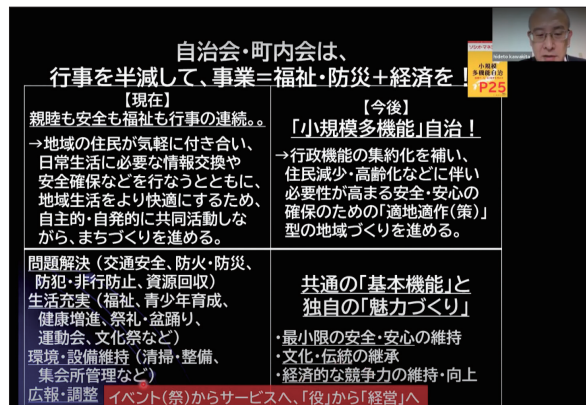 自治会・町内会は、
行事を半減して、事業=福祉・防災+経済を!
小規模
多機能自治
P25
hideto kawakita
【現在】
親睦も安全も福祉も行事の連続。。
→地域の住民が気軽に付き合い、
日常生活に必要な情報交換や
安全確保などを行なうとともに、
地域生活をより快適にするため、
自主的・自発的に共同活動しな
がら、まちづくりを進める。
【今後】
「小規模多機能」自治!
→行政機能の集約化を補い、
住民減少・高齢化などに伴い
必要性が高まる安全・安心の
確保のための「適地適作(策)」
型の地域づくりを進める。
問題解決(交通安全、防火・防災、
防犯・非行防止、資源回収)
生活充実(福祉、青少年育成、
健康増進、祭礼・盆踊り、
運動会、文化祭など)
環境・設備維持(清掃・整備、
集会所管理など)
広報・調整
共通の「基本機能」と
独自の「魅力づくり」
・最小限の安全・安心の維持
・文化・伝統の継承
・経済的な競争力の維持・向上
イベント(祭)からサービスへ、「役」から「経営」へ